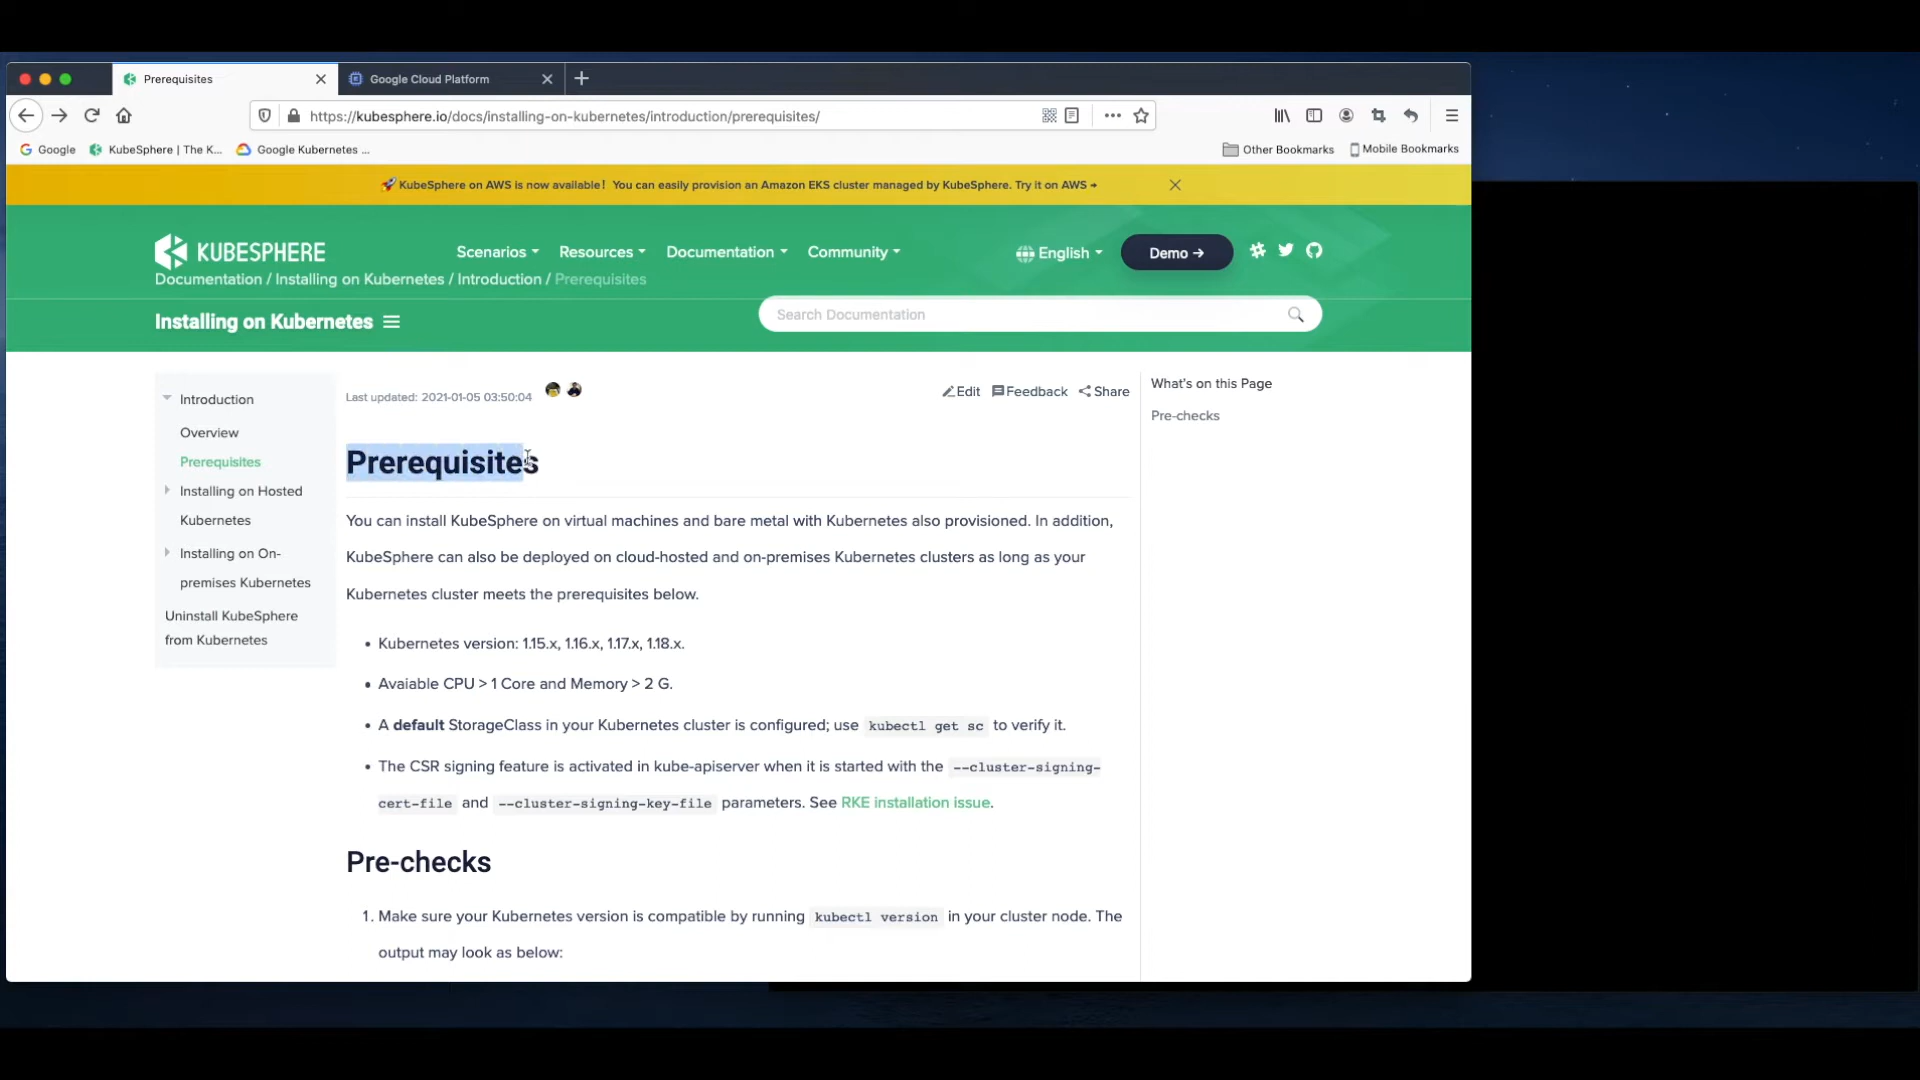 Prerequisites
Google Cloud Platform
https://kubesphere.io/docs/installing-on-kubernetes/introduction/prerequisites/
Google
KubeSphere | The K...
Google Kubernetes ...
Other Bookmarks
Mobile Bookmarks
KubeSphere on AWS is now available! You can easily provision an Amazon EKS cluster managed by KubeSphere. Try it on AWS →
KUBESPHERE
Scenarios
Resources
Documentation
Community
English
Demo →
Documentation / Installing on Kubernetes / Introduction / Prerequisites
Installing on Kubernetes
Search Documentation
Introduction
Overview
Prerequisites
Installing on Hosted
Kubernetes
Installing on On-
premises Kubernetes
Uninstall KubeSphere
from Kubernetes
Last updated: 2021-01-05 03:50:04
Edit
Feedback
Share
Prerequisites
You can install KubeSphere on virtual machines and bare metal with Kubernetes also provisioned. In addition,
KubeSphere can also be deployed on cloud-hosted and on-premises Kubernetes clusters as long as your
Kubernetes cluster meets the prerequisites below.
• Kubernetes version: 1.15.x, 1.16.x, 1.17.x, 1.18.x.
• Avaiable CPU > 1 Core and Memory > 2 G.
• A default StorageClass in your Kubernetes cluster is configured; use kubectl get sc to verify it.
• The CSR signing feature is activated in kube-apiserver when it is started with the --cluster-signing-
cert-file and --cluster-signing-key-file parameters. See RKE installation issue.
Pre-checks
1. Make sure your Kubernetes version is compatible by running kubectl version in your cluster node. The
output may look as below:
What's on this Page
Pre-checks